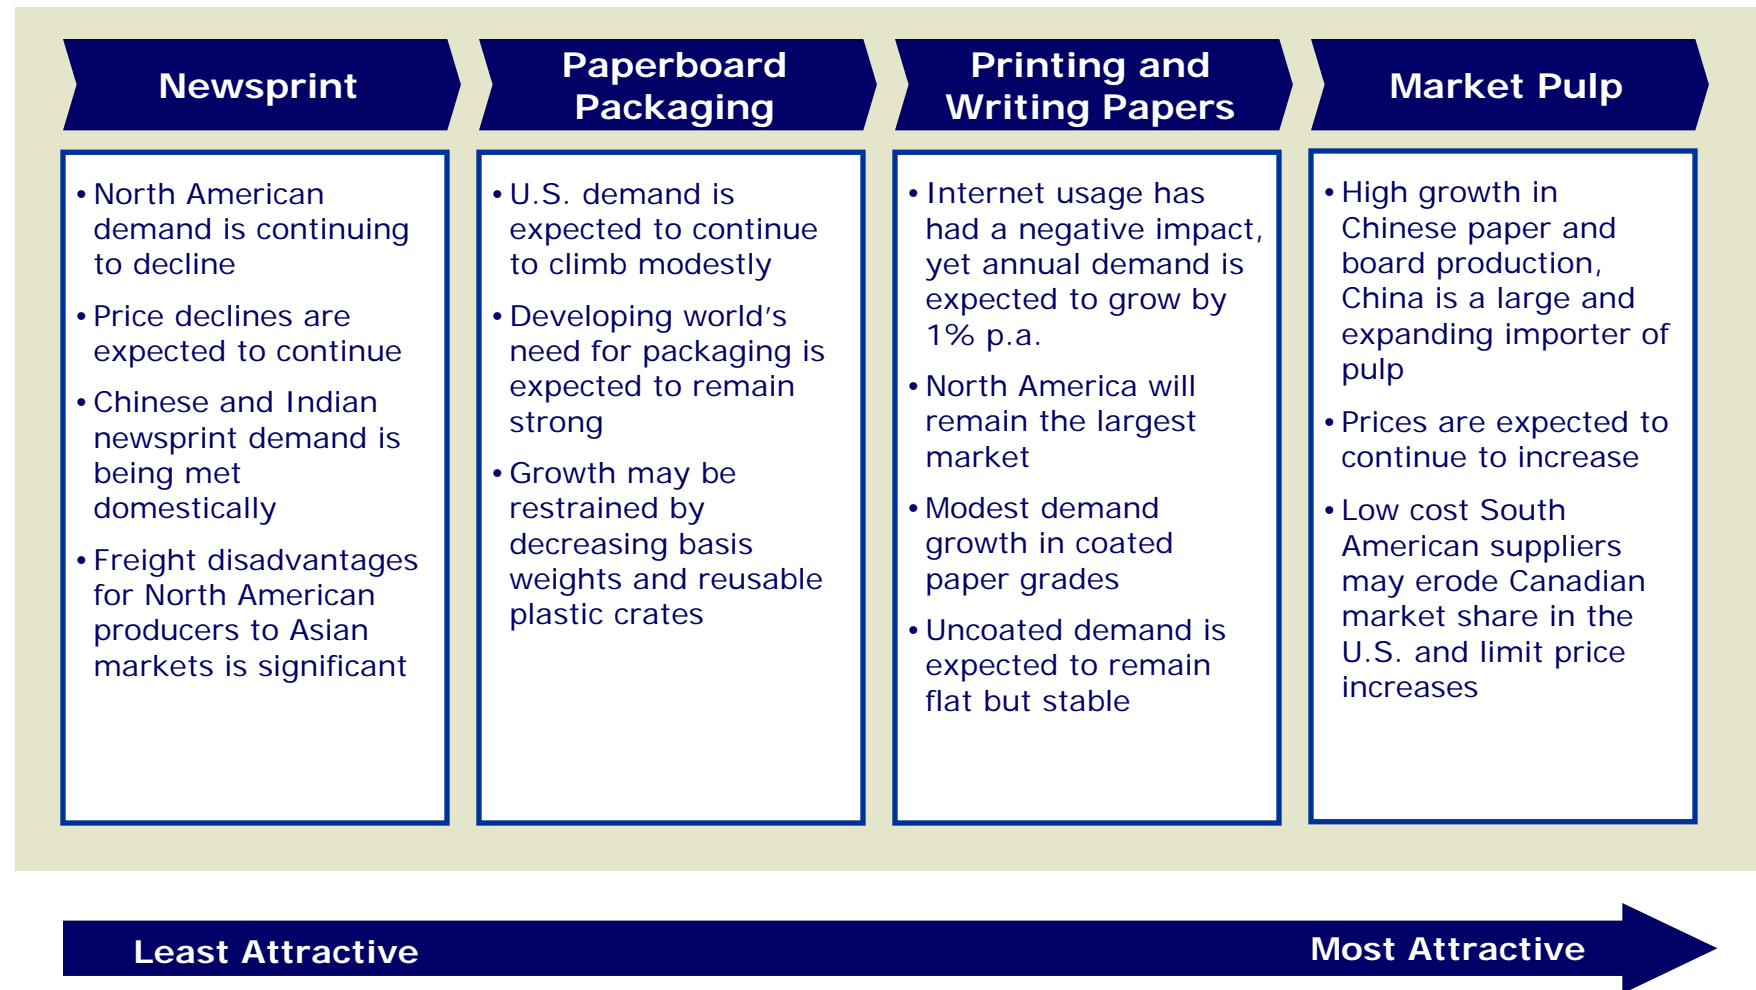 Newsprint
Paperboard
Packaging
Printing and
Writing Papers
Market Pulp
• North American
demand is continuing
to decline
• Price declines are
expected to continue
• Chinese and Indian
newsprint demand is
being met
domestically
• Freight disadvantages
for North American
producers to Asian
markets is significant
• U.S. demand is
expected to continue
to climb modestly
• Developing world’s
need for packaging is
expected to remain
strong
• Growth may be
restrained by
decreasing basis
weights and reusable
plastic crates
• Internet usage has
had a negative impact,
yet annual demand is
expected to grow by
1% p.a.
• North America will
remain the largest
market
• Modest demand
growth in coated
paper grades
• Uncoated demand is
expected to remain
flat but stable
• High growth in
Chinese paper and
board production,
China is a large and
expanding importer of
pulp
• Prices are expected to
continue to increase
• Low cost South
American suppliers
may erode Canadian
market share in the
U.S. and limit price
increases
Least Attractive
Most Attractive